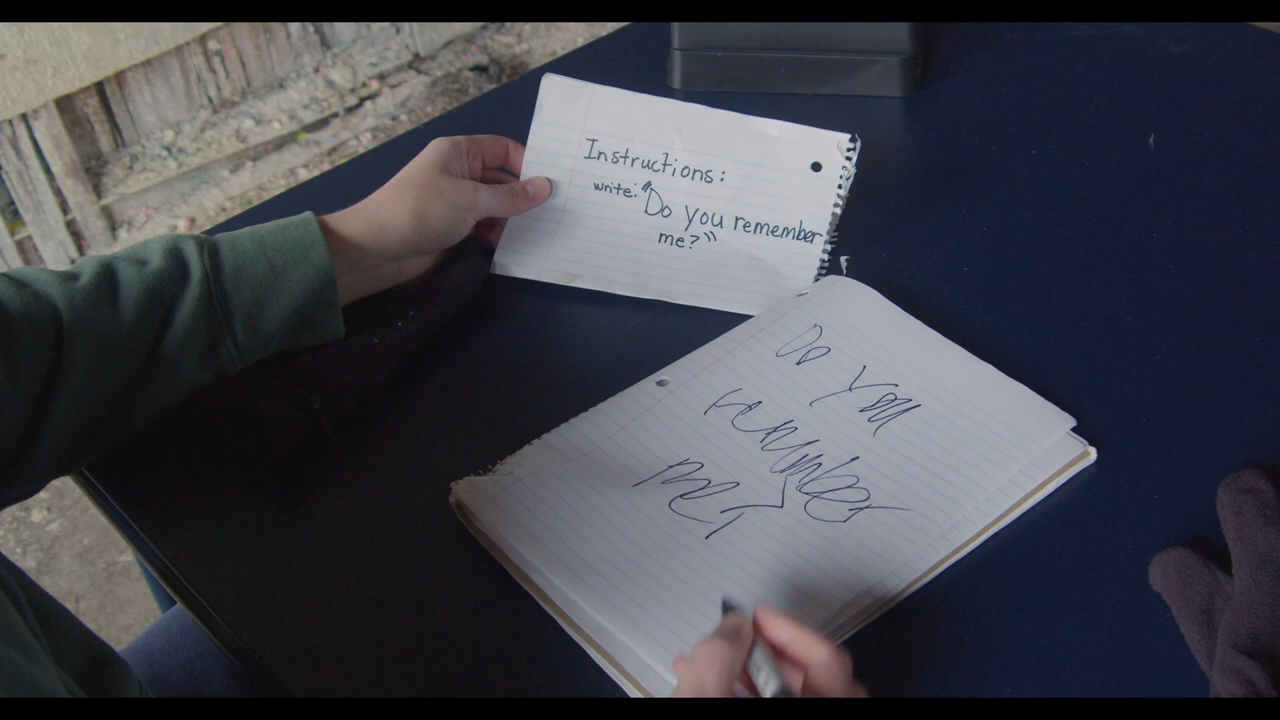 Instructions:
write: "Do you remember
me?"
Do you
remember
me?